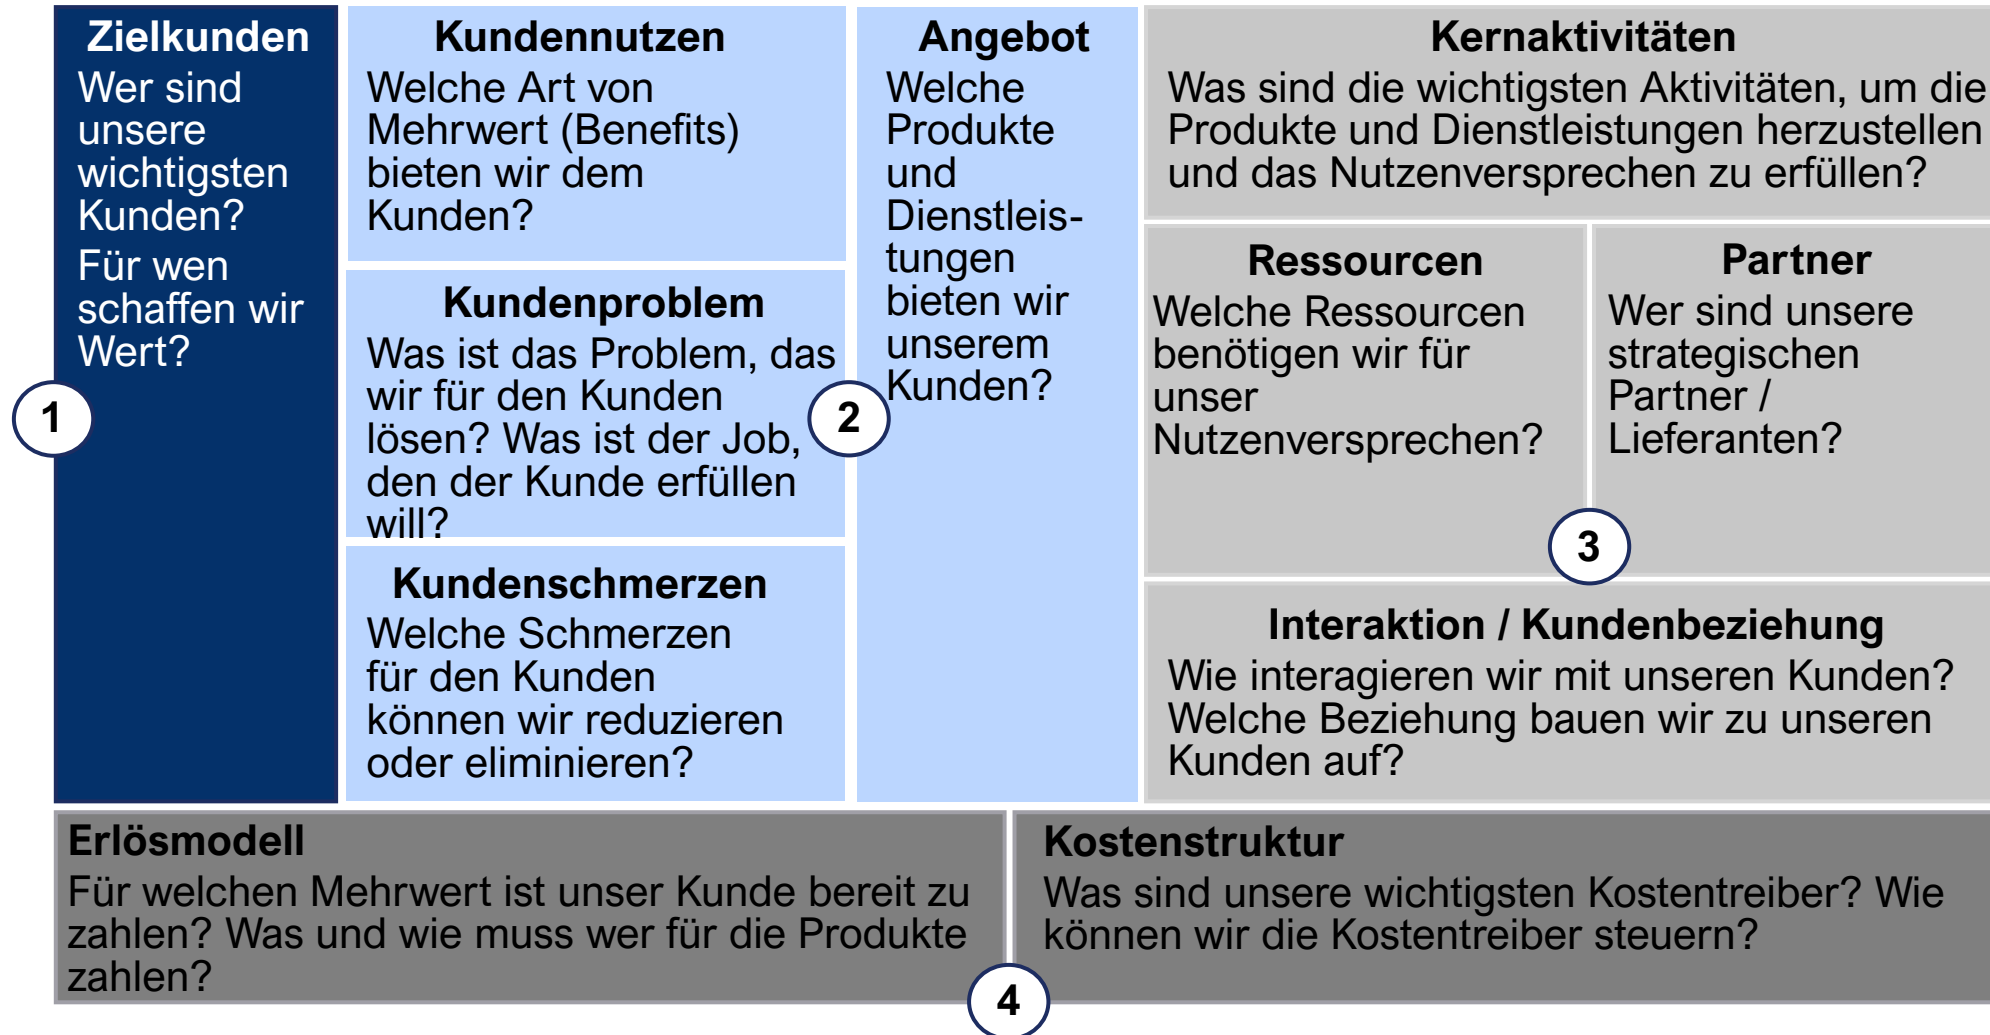 Zielkunden
Wer sind
unsere
wichtigsten
Kunden?
Für wen
schaffen wir
Wert?
1
Kundennutzen
Welche Art von
Mehrwert (Benefits)
bieten wir dem
Kunden?
Kundenproblem
Was ist das Problem, das
wir für den Kunden
lösen? Was ist der Job,
den der Kunde erfüllen
will?
Kundenschmerzen
Welche Schmerzen
für den Kunden
können wir reduzieren
oder eliminieren?
2
Angebot
Welche
Produkte
und
Dienstleis-
tungen
bieten wir
unserem
Kunden?
Kernaktivitäten
Was sind die wichtigsten Aktivitäten, um die
Produkte und Dienstleistungen herzustellen
und das Nutzenversprechen zu erfüllen?
Ressourcen
Welche Ressourcen
benötigen wir für
unser
Nutzenversprechen?
Partner
Wer sind unsere
strategischen
Partner /
Lieferanten?
3
Interaktion / Kundenbeziehung
Wie interagieren wir mit unseren Kunden?
Welche Beziehung bauen wir zu unseren
Kunden auf?
Erlösmodell
Für welchen Mehrwert ist unser Kunde bereit zu
zahlen? Was und wie muss wer für die Produkte
zahlen?
Kostenstruktur
Was sind unsere wichtigsten Kostentreiber? Wie
können wir die Kostentreiber steuern?
4